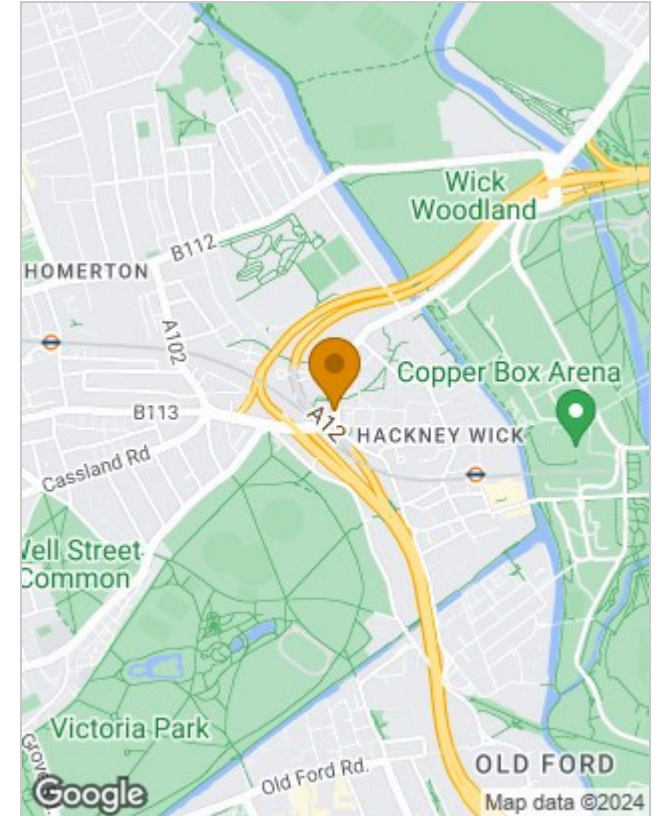 Wick
Woodland
B112
HOMERTON
A102
Copper Box Arena
B113
A12
HACKNEY WICK
Cassland Rd
Well Street
Common
Victoria Park
Grove
Old Ford Rd.
OLD FORD
Google
Map data ©2024